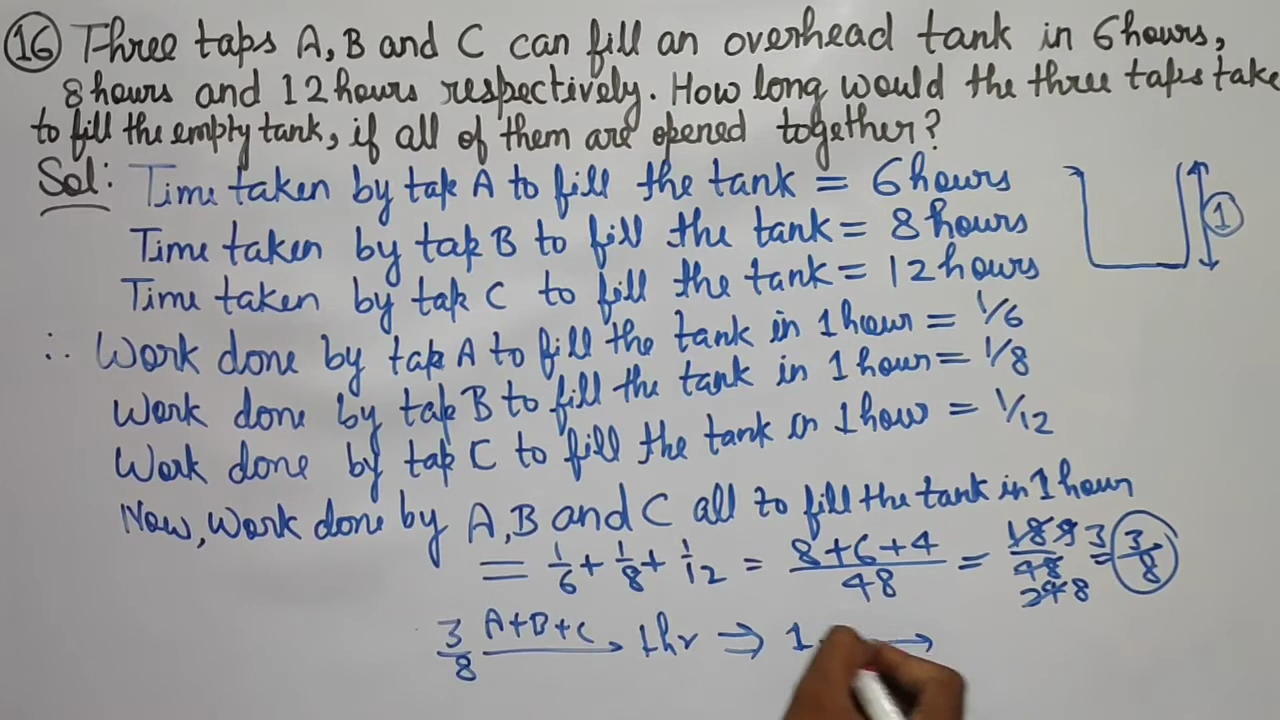 16 Three taps A, B and C can fill an overhead tank in 6 hours,
8 hours and 12 hours respectively. How long would the three taps take
to fill the empty tank, if all of them are opened together?
Sol: Time taken by tap A to fill the tank = 6 hours
Time taken by tap B to fill the tank = 8 hours
Time taken by tap C to fill the tank = 12 hours
1
∴ Work done by tap A to fill the tank in 1 hour = 1/6
Work done by tap B to fill the tank in 1 hour = 1/8
Work done by tap C to fill the tank in 1 hour = 1/12
Now, Work done by A, B and C all to fill the tank in 1 hour
= 1/6 + 1/8 + 1/12 = 8+6+4/48 = 18 9 3/48 24 8 = 3/8
3/8 A+B+C → 1hr ⇒ 1 →